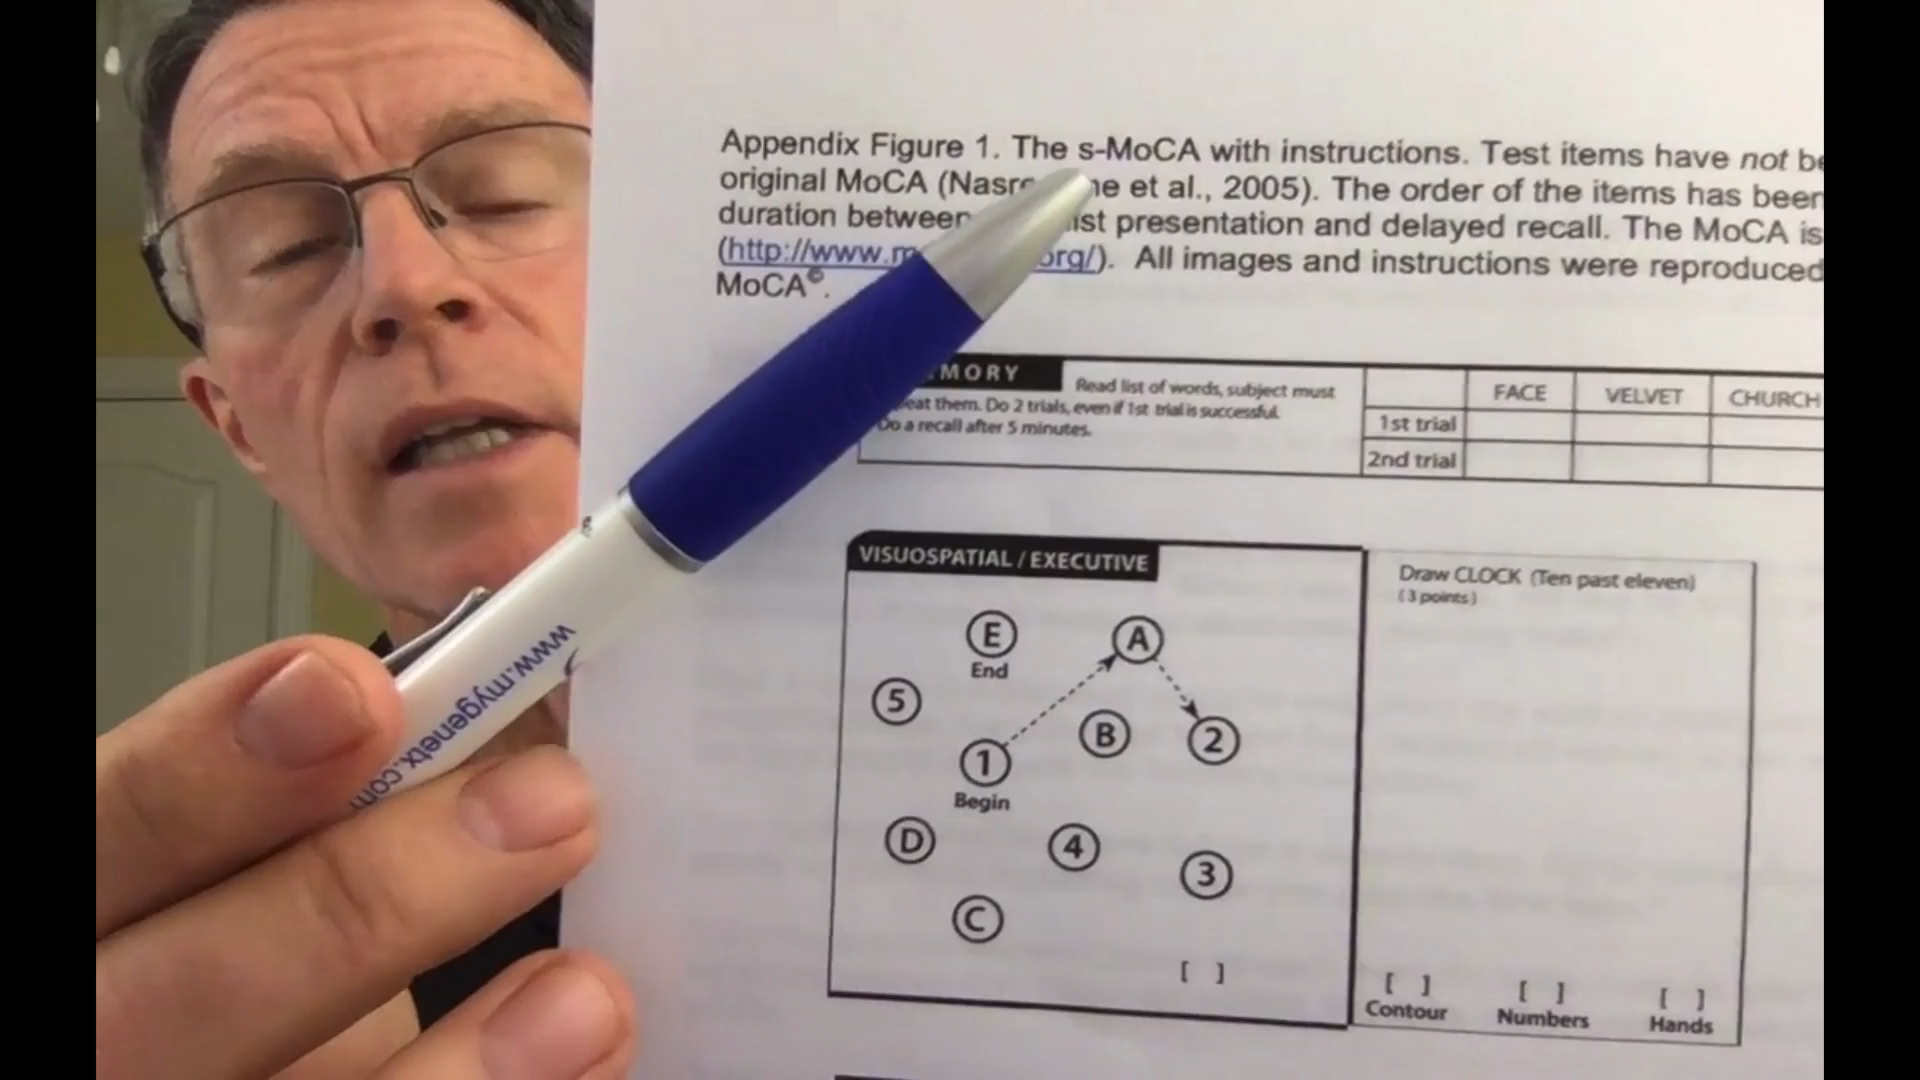 Appendix Figure 1. The s-MoCA with instructions. Test items have not be
original MoCA (Nasr ne et al., 2005). The order of the items has been
duration between ist presentation and delayed recall. The MoCA is
(http://www.m org/). All images and instructions were reproduced
MoCA©.
MORY
Read list of words, subject must
eat them. Do 2 trials, even if 1st trial is successful.
Do a recall after 5 minutes.
FACE VELVET CHURCH
1st trial
2nd trial
VISUOSPATIAL / EXECUTIVE
E
End
A
5
B
2
1
Begin
D
4
3
C
[ ]
Draw CLOCK (Ten past eleven)
(3 points)
[ ] [ ] [ ]
Contour Numbers Hands
www.mygenetx.com